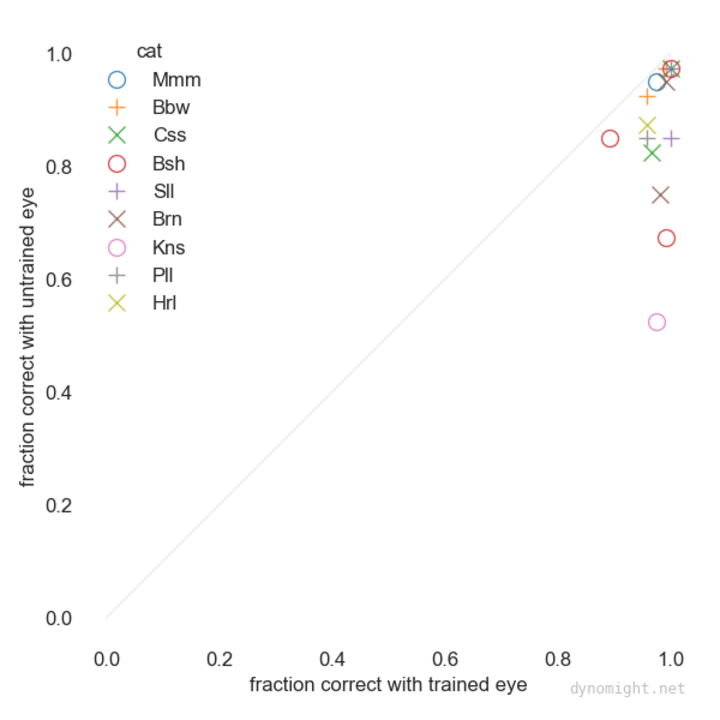 cat
Mmm
Bbw
Css
Bsh
Sll
Brn
Kns
Pll
Hrl
1.0
0.8
0.6
0.4
0.2
0.0
fraction correct with untrained eye
0.0 0.2 0.4 0.6 0.8 1.0
fraction correct with trained eye
dynomight.net